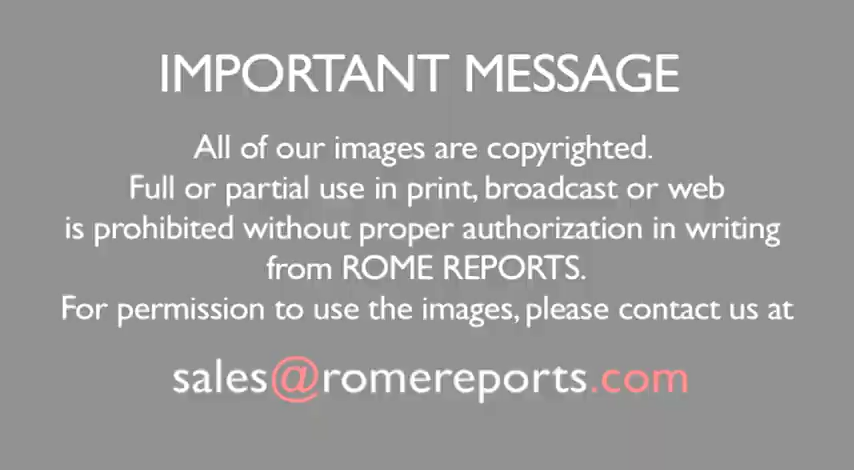 IMPORTANT MESSAGE
All of our images are copyrighted.
Full or partial use in print, broadcast or web
is prohibited without proper authorization in writing
from ROME REPORTS.
For permission to use the images, please contact us at
sales@romereports.com